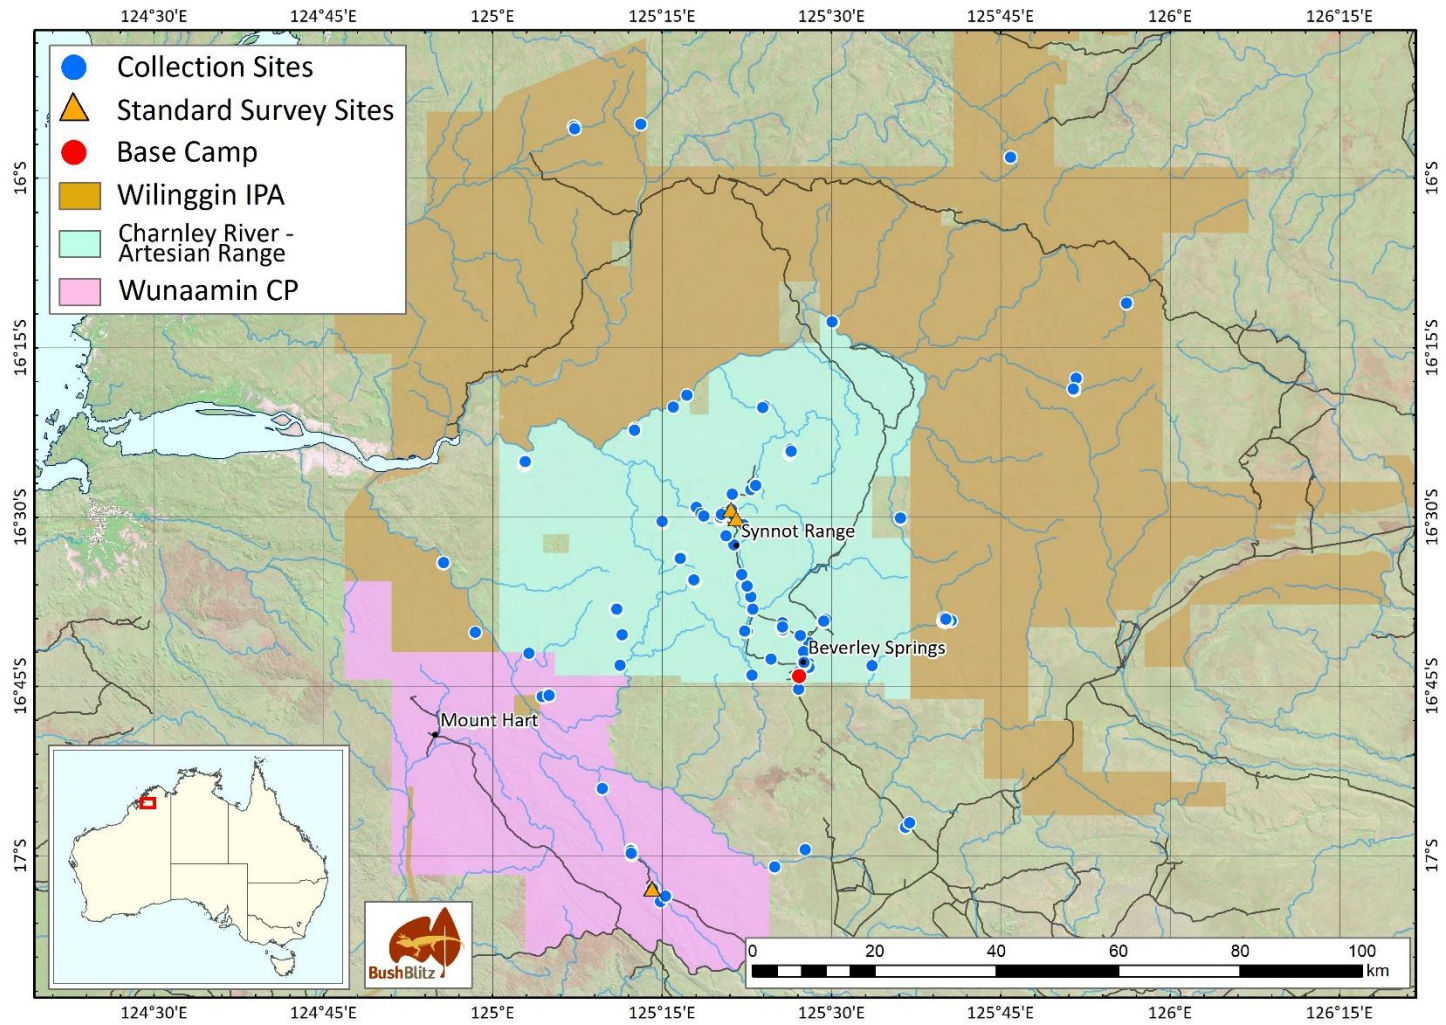 124°30'E 124°45'E 125°E 125°15'E 125°30'E 125°45'E 126°E 126°15'E
Collection Sites
Standard Survey Sites
Base Camp
Wilinggin IPA
Charnley River -
Artesian Range
Wunaamin CP
16°S 16°S
16°15'S 16°15'S
16°30'S 16°30'S
Synnot Range
Beverley Springs
16°45'S 16°45'S
Mount Hart
17°S 17°S
BushBlitz
0 20 40 60 80 100
km
124°30'E 124°45'E 125°E 125°15'E 125°30'E 125°45'E 126°E 126°15'E